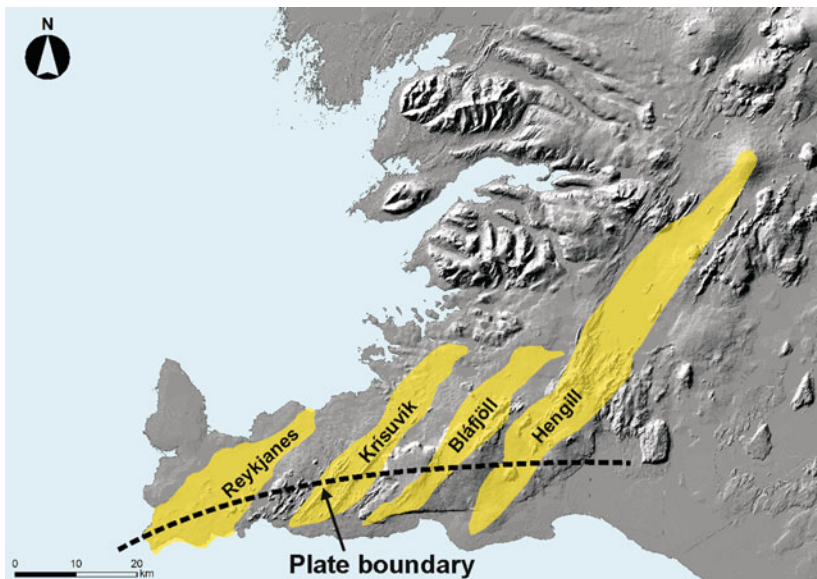 N
Reykjanes
Krísuvík
Bláfjöll
Hengill
Plate boundary
0 10 20
km